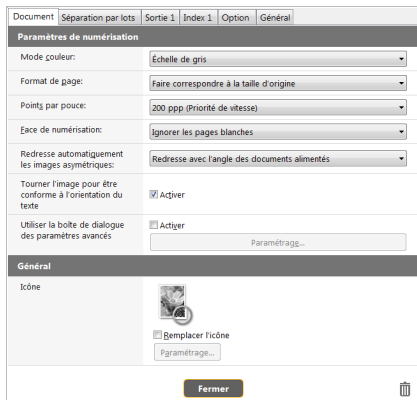 Document Séparation par lots Sortie 1 Index 1 Option Général
Paramètres de numérisation
Mode couleur: Échelle de gris
Format de page: Faire correspondre à la taille d'origine
Points par pouce: 200 ppp (Priorité de vitesse)
Face de numérisation: Ignorer les pages blanches
Redresse automatiquement
les images asymétriques: Redresse avec l'angle des documents alimentés
Tourner l'image pour être
conforme à l'orientation du Activer
texte
Utiliser la boîte de dialogue Activer
des paramètres avancés
Paramétrage...
Général
Icône
Remplacer l'icône
Paramétrage...
Fermer